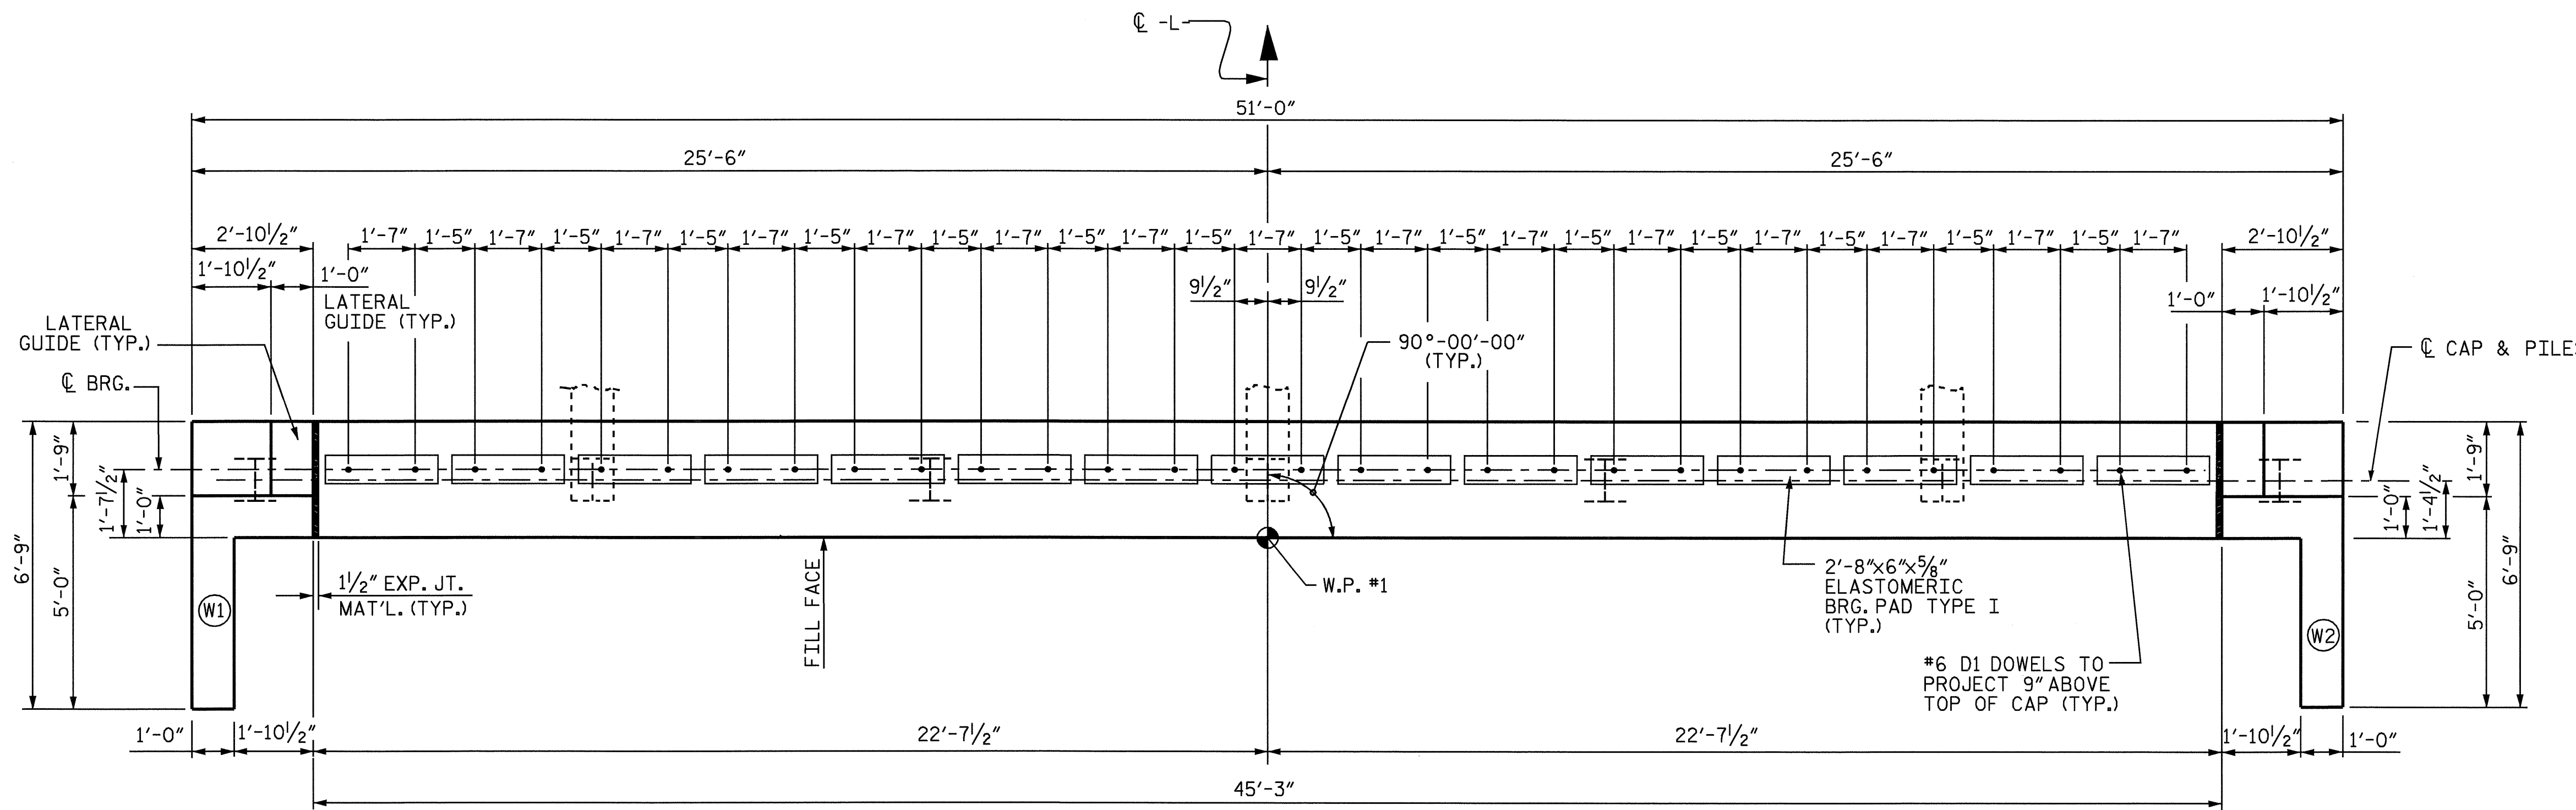 ℄ -L-
51'-0"
25'-6" 25'-6"
2'-10½" 1'-7" 1'-5" 1'-7" 1'-5" 1'-7" 1'-5" 1'-7" 1'-5" 1'-7" 1'-5" 1'-7" 1'-5" 1'-7" 1'-5" 1'-7" 1'-5" 1'-7" 1'-5" 1'-7" 1'-5" 1'-7" 1'-5" 1'-7" 1'-5" 1'-7" 1'-5" 1'-7" 1'-5" 1'-7" 2'-10½"
1'-10½" 1'-0" 9½" 9½" 1'-0" 1'-10½"
LATERAL
GUIDE (TYP.)
LATERAL
GUIDE (TYP.)
90°-00'-00"
(TYP.)
℄ CAP & PILES
℄ BRG.
6'-9"
1'-9"
5'-0"
1'-7½"
1'-0"
1'-0"
1'-4½"
1'-9"
5'-0"
6'-9"
1½" EXP. JT.
MAT'L. (TYP.)
W1
FILL FACE
W.P. #1
2'-8"x6"x⅝"
ELASTOMERIC
BRG. PAD TYPE I
(TYP.)
W2
#6 D1 DOWELS TO
PROJECT 9" ABOVE
TOP OF CAP (TYP.)
1'-0" 1'-10½" 22'-7½" 22'-7½" 1'-10½" 1'-0"
45'-3"